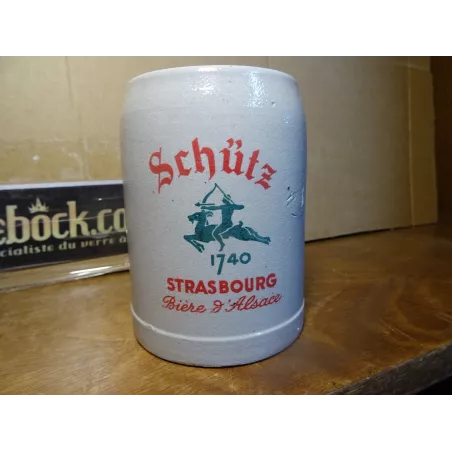 Schütz
1740
STRASBOURG
Bière d'Alsace
ebock.co
cialiste du verre à